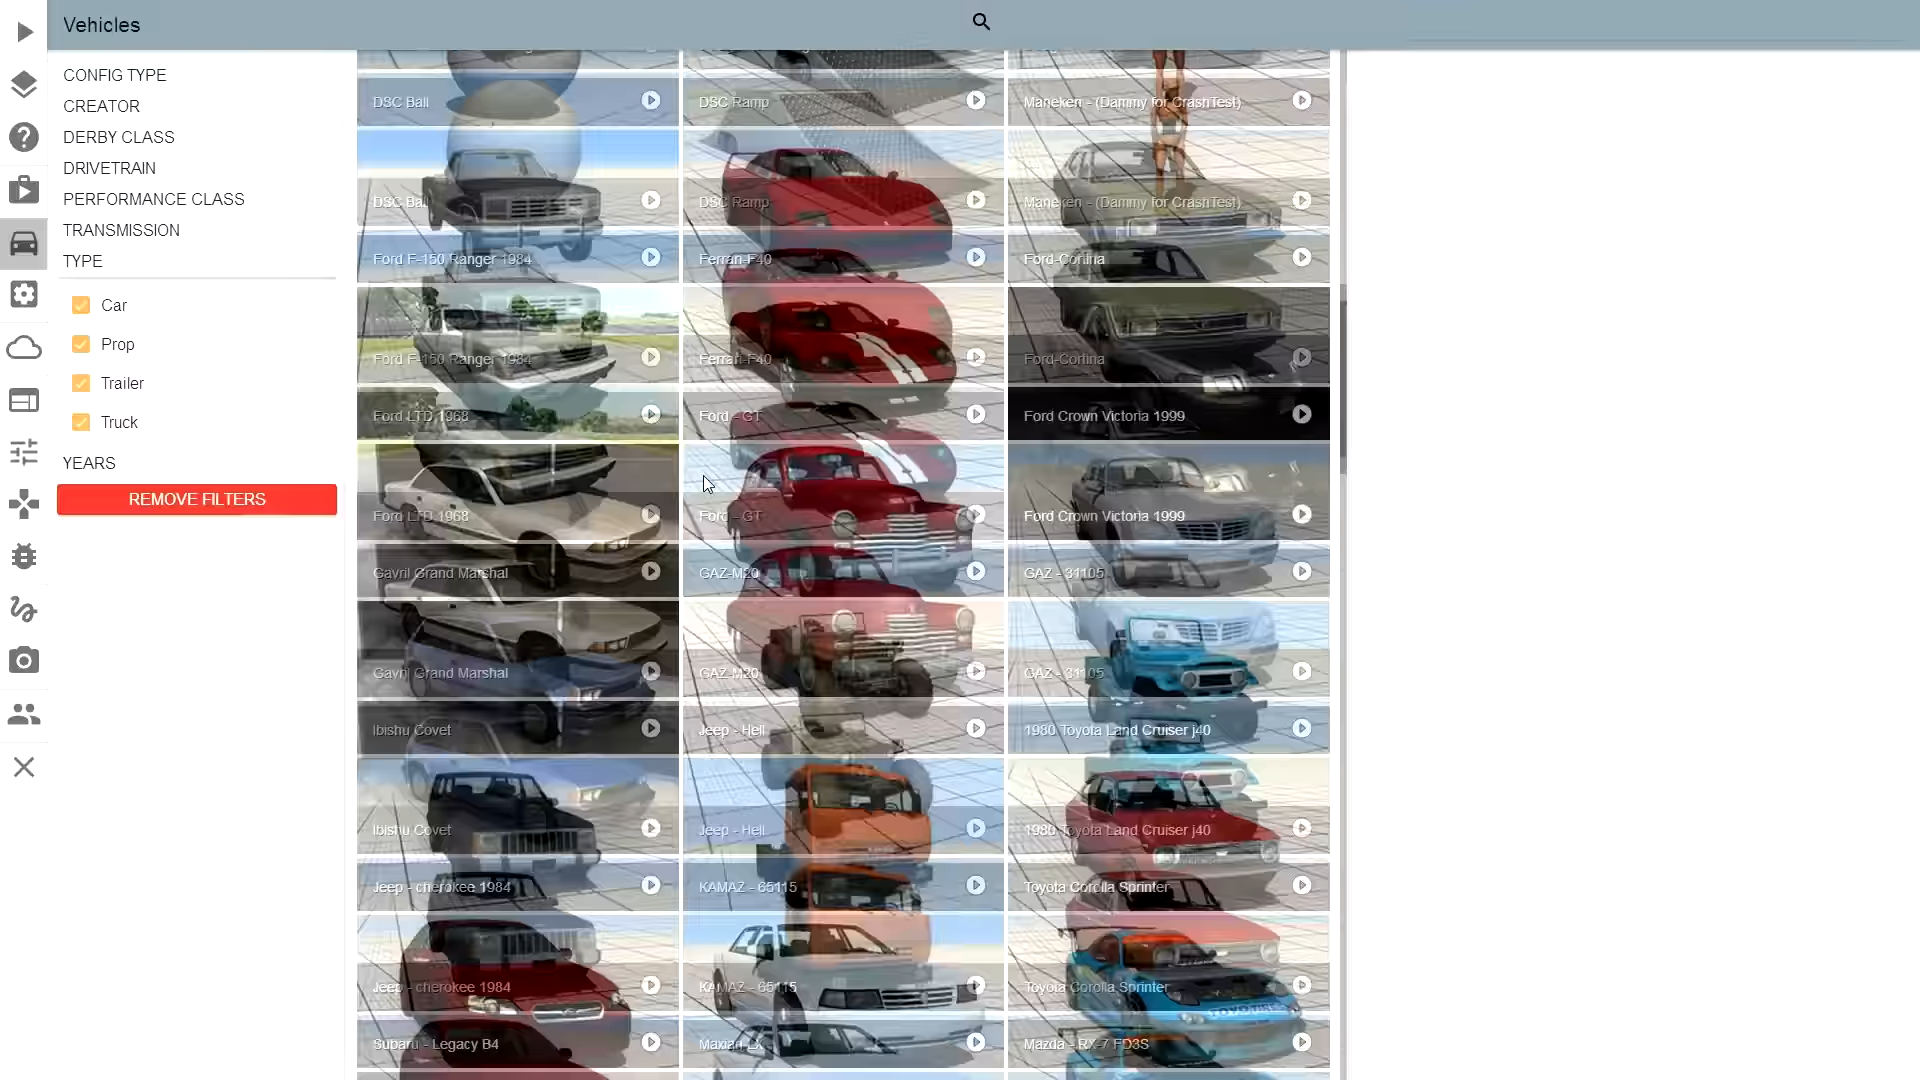 Vehicles
CONFIG TYPE
CREATOR
DERBY CLASS
DRIVETRAIN
PERFORMANCE CLASS
TRANSMISSION
TYPE
Car
Prop
Trailer
Truck
YEARS
REMOVE FILTERS
DSC Ball
DSC Ramp
Maneken - (Dammy for CrashTest)
DSC Ball
DSC Ramp
Maneken - (Dammy for CrashTest)
Ford F-150 Ranger 1984
Ferrari-F40
Ford-Cortina
Ford F-150 Ranger 1984
Ferrari-F40
Ford-Cortina
Ford LTD 1968
Ford - GT
Ford Crown Victoria 1999
Ford LTD 1968
Ford - GT
Ford Crown Victoria 1999
Gavril Grand Marshal
GAZ-M20
GAZ - 31105
Gavril Grand Marshal
GAZ-M20
GAZ - 31105
Ibishu Covet
Jeep - Hell
1980 Toyota Land Cruiser j40
Ibishu Covet
Jeep - Hell
1980 Toyota Land Cruiser j40
Jeep - cherokee 1984
KAMAZ - 65115
Toyota Corolla Sprinter
Jeep - cherokee 1984
KAMAZ - 65115
Toyota Corolla Sprinter
Subaru - Legacy B4
Mazda - RX-7 FD3S